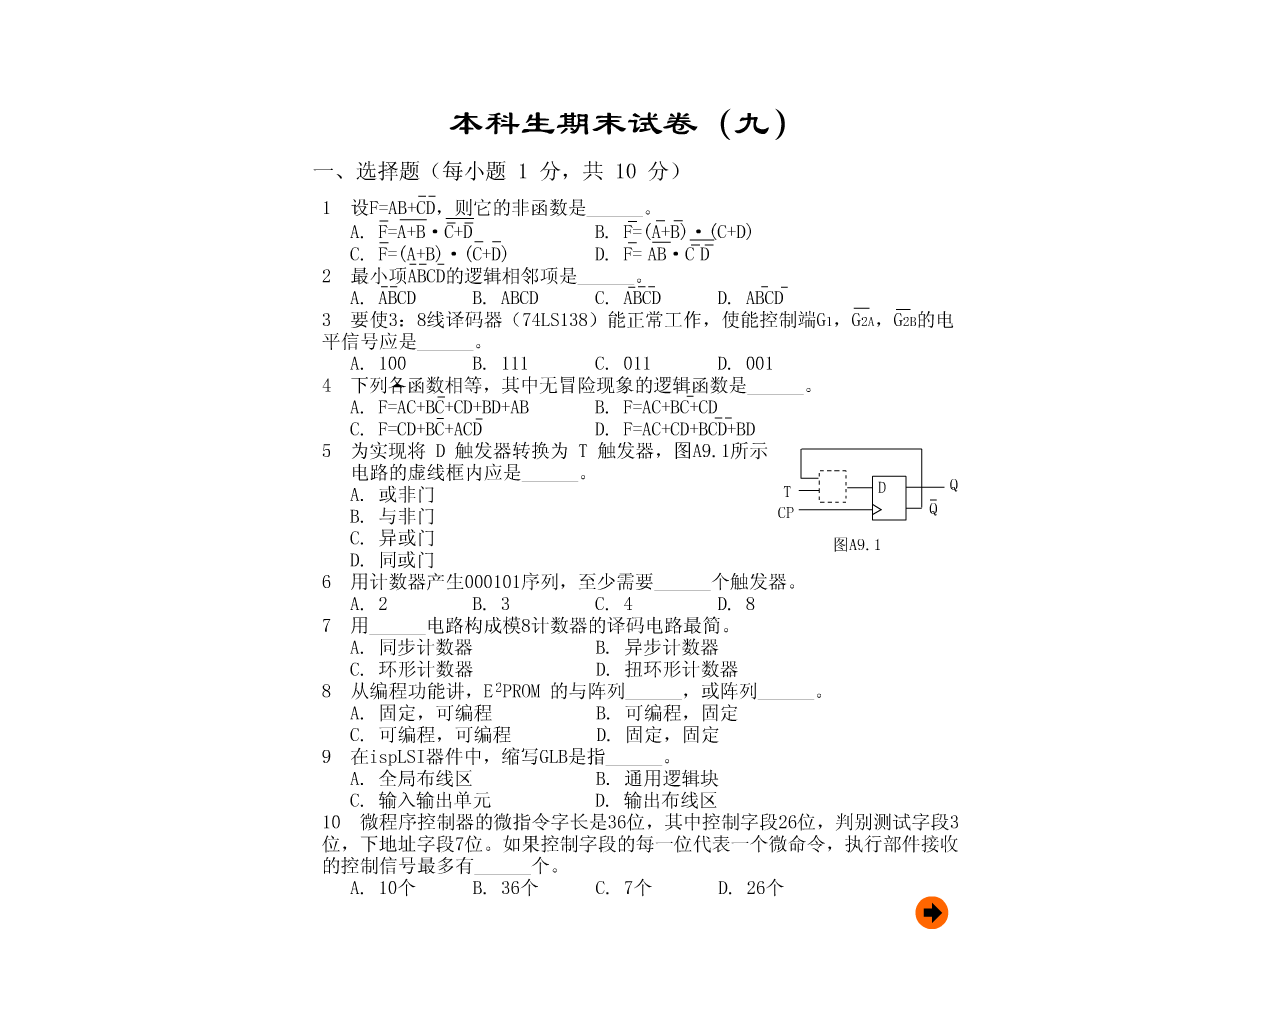 本科生期末试卷（九）
一、选择题（每小题 1 分，共 10 分）
1 设F=AB+C̅D̅，则它的非函数是______。
A. F̅=A̅+̅B̅·C̅+D̅ B. F̅=(A̅+B̅)·(C+D)
C. F̅=(A+B)·(C̅+D̅) D. F̅= A̅B̅·C̅ D̅
2 最小项A̅B̅CD̅的逻辑相邻项是______。
A. A̅B̅CD B. ABCD C. A̅B̅C̅D D. ABC̅D̅
3 要使3：8线译码器（74LS138）能正常工作，使能控制端G1，G̅2̅A̅，G̅2̅B̅的电
平信号应是______。
A. 100 B. 111 C. 011 D. 001
4 下列各函数相等，其中无冒险现象的逻辑函数是______。
A. F=AC+BC̅+CD+BD+AB B. F=AC+BC̅+CD
C. F=CD+BC̅+ACD̅ D. F=AC+CD+BC̅D̅+BD
5 为实现将 D 触发器转换为 T 触发器，图A9.1所示
电路的虚线框内应是______。
A. 或非门
B. 与非门
C. 异或门
D. 同或门
T
CP
D
Q
Q̅
图A9.1
6 用计数器产生000101序列，至少需要______个触发器。
A. 2 B. 3 C. 4 D. 8
7 用______电路构成模8计数器的译码电路最简。
A. 同步计数器 B. 异步计数器
C. 环形计数器 D. 扭环形计数器
8 从编程功能讲，E²PROM 的与阵列______，或阵列______。
A. 固定，可编程 B. 可编程，固定
C. 可编程，可编程 D. 固定，固定
9 在ispLSI器件中，缩写GLB是指______。
A. 全局布线区 B. 通用逻辑块
C. 输入输出单元 D. 输出布线区
10 微程序控制器的微指令字长是36位，其中控制字段26位，判别测试字段3
位，下地址字段7位。如果控制字段的每一位代表一个微命令，执行部件接收
的控制信号最多有______个。
A. 10个 B. 36个 C. 7个 D. 26个